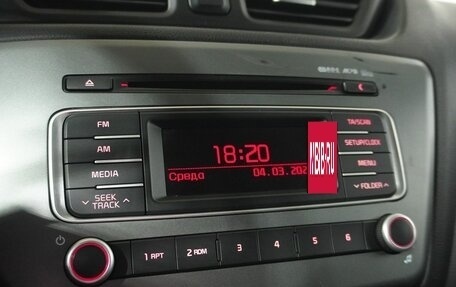 FM
AM
MEDIA
SEEK
TRACK
18:20
Среда
04.03.202
TA/SCAN
SETUP/CLOCK
MENU
FOLDER
1 RPT
2 RDM
3
4
5
6